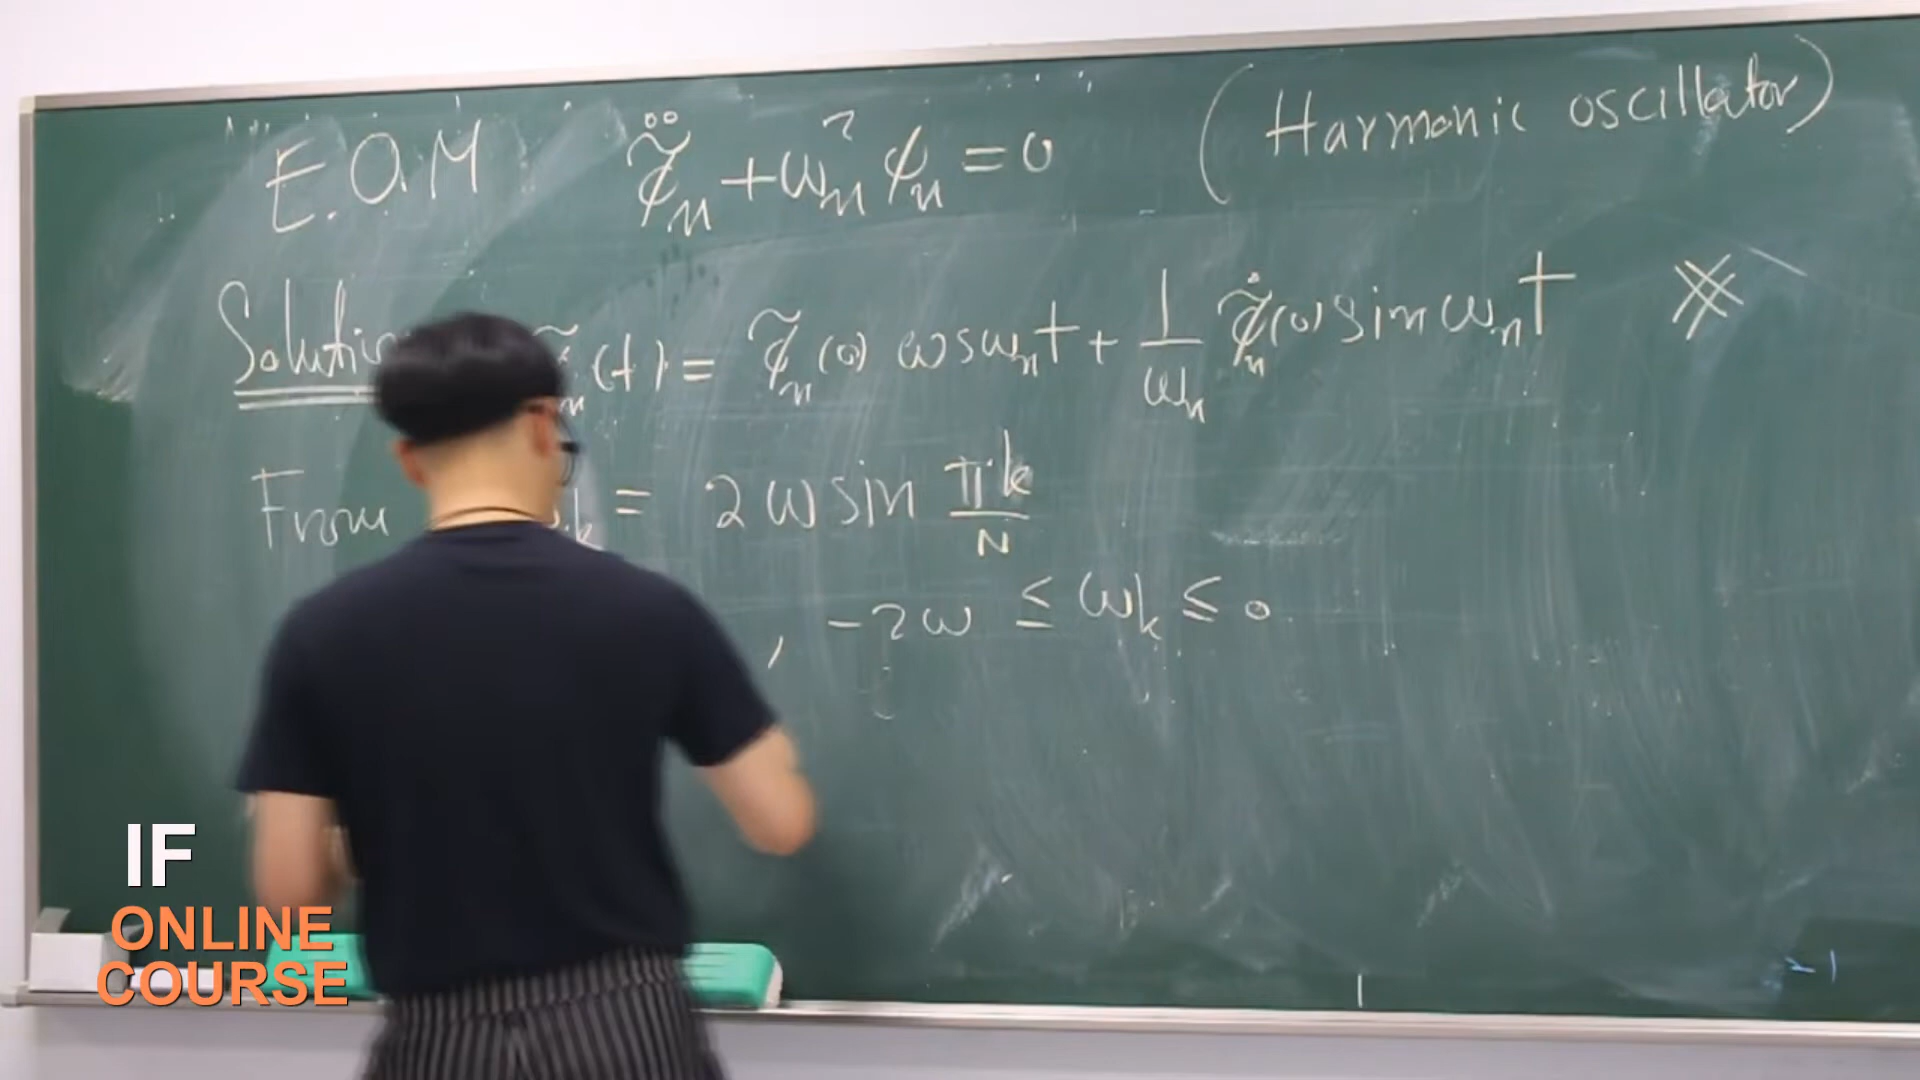 E.O.M φ̃̈ₙ + ωₙ² φₙ = 0 (Harmonic oscillator)
Solution (t) = φ̃ₙ(0) cos ωₙt + 1/ωₙ φ̃̇ₙ(0) sin ωₙt
From ₖ = 2ω sin πk/N
, -2ω ≤ ωₖ ≤ 0
IF
ONLINE
COURSE